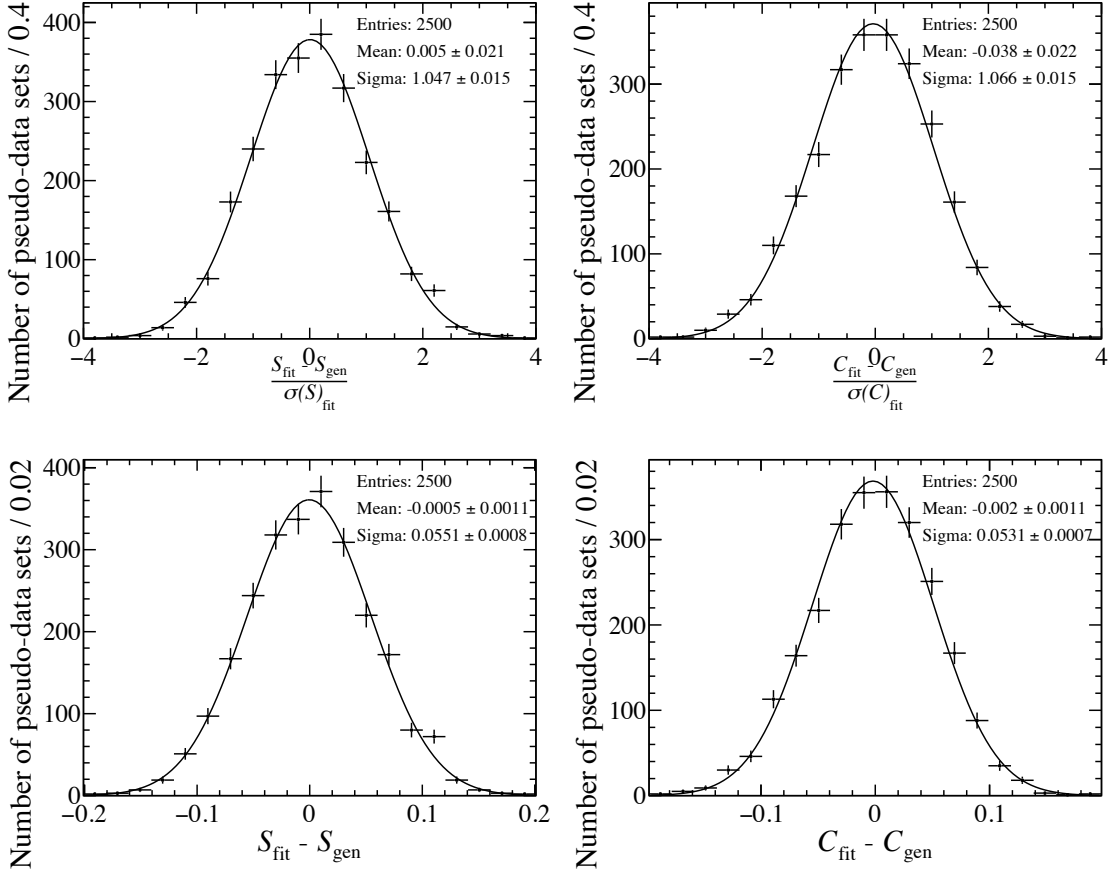 Number of pseudo-data sets / 0.4
400
300
200
100
0
Entries: 2500
Mean: 0.005 ± 0.021
Sigma: 1.047 ± 0.015
−4 −2 0 2 4
S_fit - S_gen
σ(S)_fit
Number of pseudo-data sets / 0.4
300
200
100
0
Entries: 2500
Mean: -0.038 ± 0.022
Sigma: 1.066 ± 0.015
−4 −2 0 2 4
C_fit - C_gen
σ(C)_fit
Number of pseudo-data sets / 0.02
400
300
200
100
0
Entries: 2500
Mean: -0.0005 ± 0.0011
Sigma: 0.0551 ± 0.0008
−0.2 −0.1 0 0.1 0.2
S_fit - S_gen
Number of pseudo-data sets / 0.02
300
200
100
0
Entries: 2500
Mean: -0.002 ± 0.0011
Sigma: 0.0531 ± 0.0007
−0.1 0 0.1
C_fit - C_gen